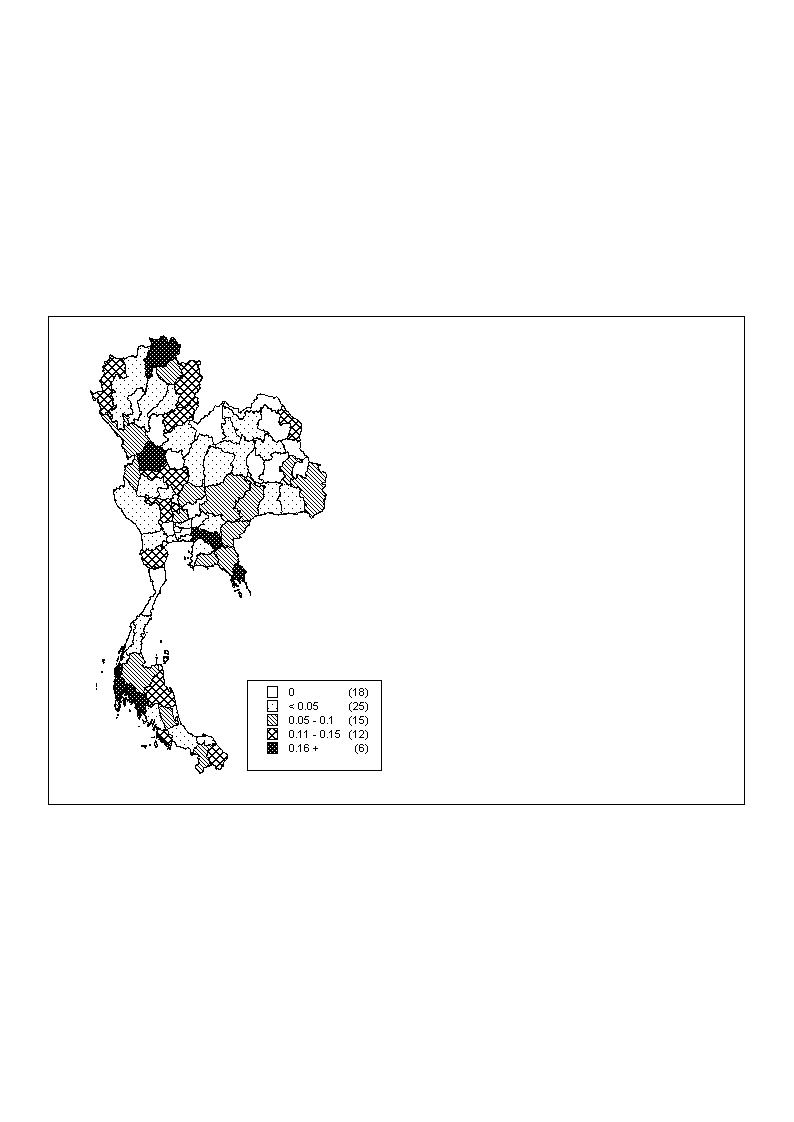 0 (18)
< 0.05 (25)
0.05 - 0.1 (15)
0.11 - 0.15 (12)
0.16 + (6)